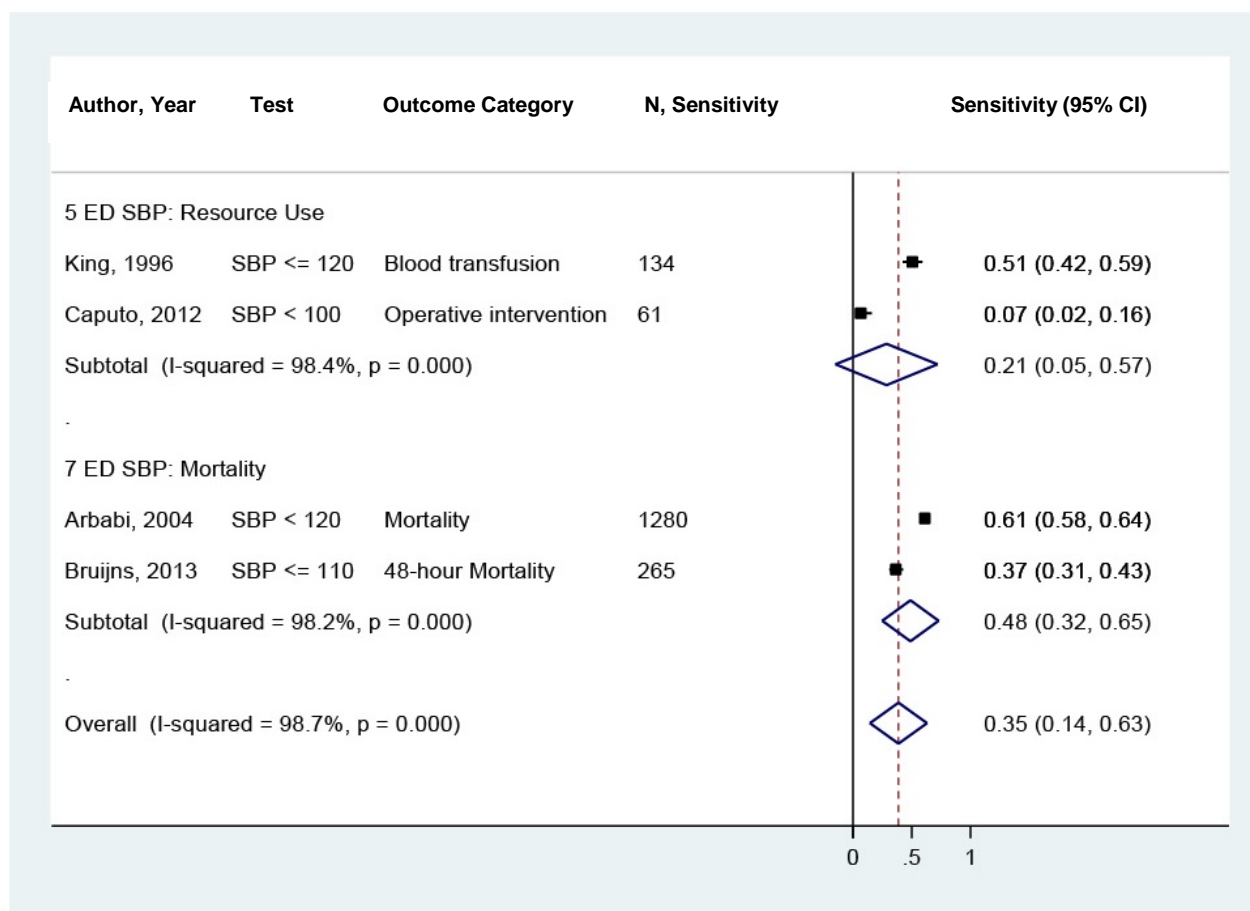 Author, Year Test Outcome Category N, Sensitivity Sensitivity (95% CI)
5 ED SBP: Resource Use
King, 1996 SBP <= 120 Blood transfusion 134 0.51 (0.42, 0.59)
Caputo, 2012 SBP < 100 Operative intervention 61 0.07 (0.02, 0.16)
Subtotal (I-squared = 98.4%, p = 0.000) 0.21 (0.05, 0.57)
.
7 ED SBP: Mortality
Arbabi, 2004 SBP < 120 Mortality 1280 0.61 (0.58, 0.64)
Bruijns, 2013 SBP <= 110 48-hour Mortality 265 0.37 (0.31, 0.43)
Subtotal (I-squared = 98.2%, p = 0.000) 0.48 (0.32, 0.65)
.
Overall (I-squared = 98.7%, p = 0.000) 0.35 (0.14, 0.63)
0 .5 1